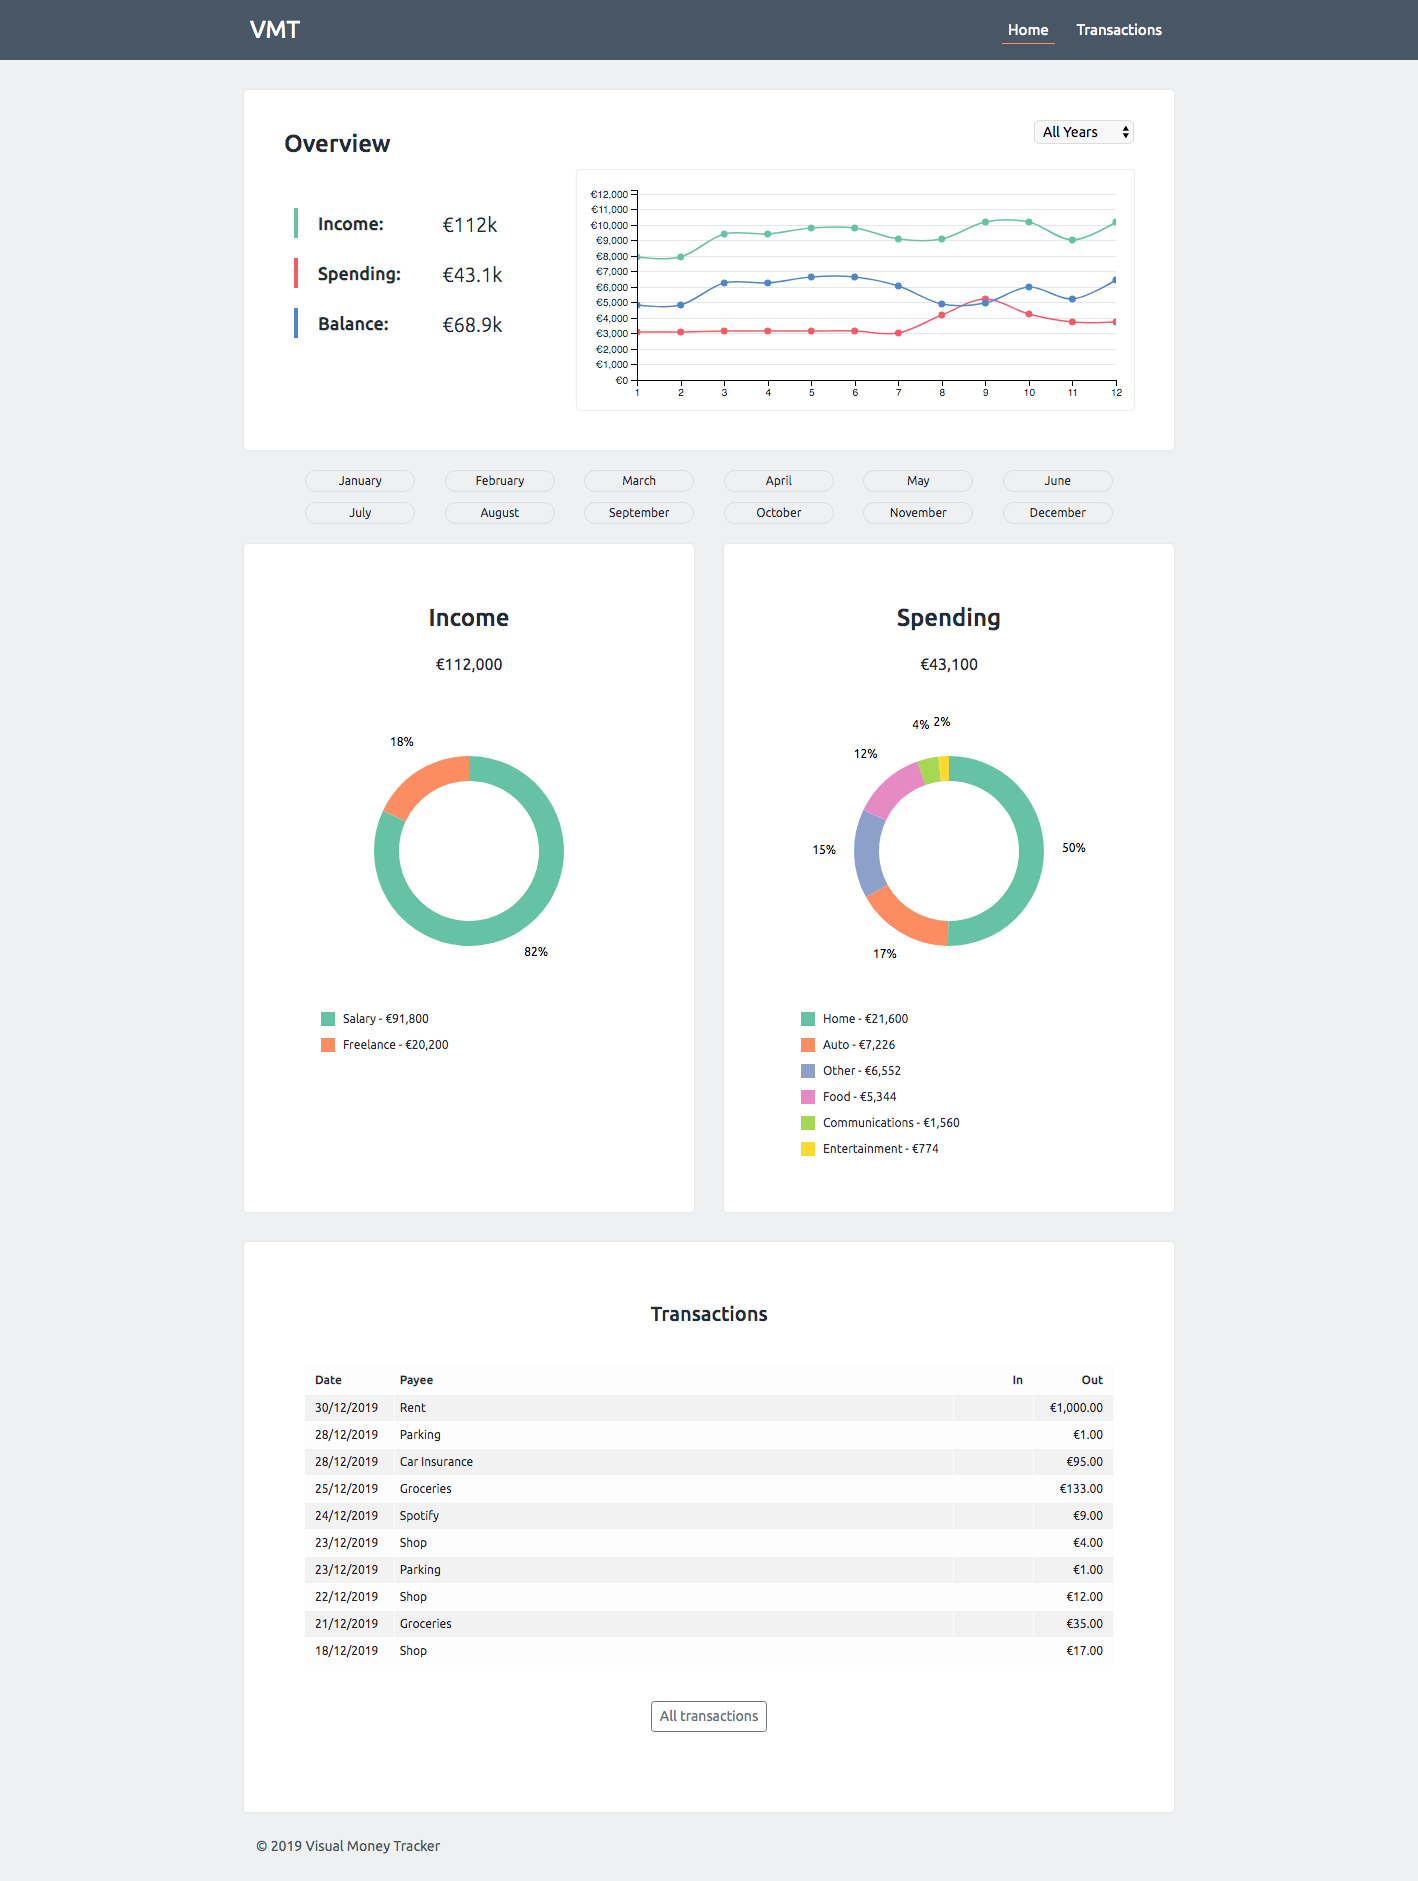 VMT
Home Transactions
Overview
All Years
Income: €112k
Spending: €43.1k
Balance: €68.9k
€12,000
€11,000
€10,000
€9,000
€8,000
€7,000
€6,000
€5,000
€4,000
€3,000
€2,000
€1,000
€0
1 2 3 4 5 6 7 8 9 10 11 12
January February March April May June
July August September October November December
Income
€112,000
18%
82%
Salary - €91,800
Freelance - €20,200
Spending
€43,100
4% 2%
12%
15%
50%
17%
Home - €21,600
Auto - €7,226
Other - €6,552
Food - €5,344
Communications - €1,560
Entertainment - €774
Transactions
Date Payee In Out
30/12/2019 Rent €1,000.00
28/12/2019 Parking €1.00
28/12/2019 Car Insurance €95.00
25/12/2019 Groceries €133.00
24/12/2019 Spotify €9.00
23/12/2019 Shop €4.00
23/12/2019 Parking €1.00
22/12/2019 Shop €12.00
21/12/2019 Groceries €35.00
18/12/2019 Shop €17.00
All transactions
© 2019 Visual Money Tracker